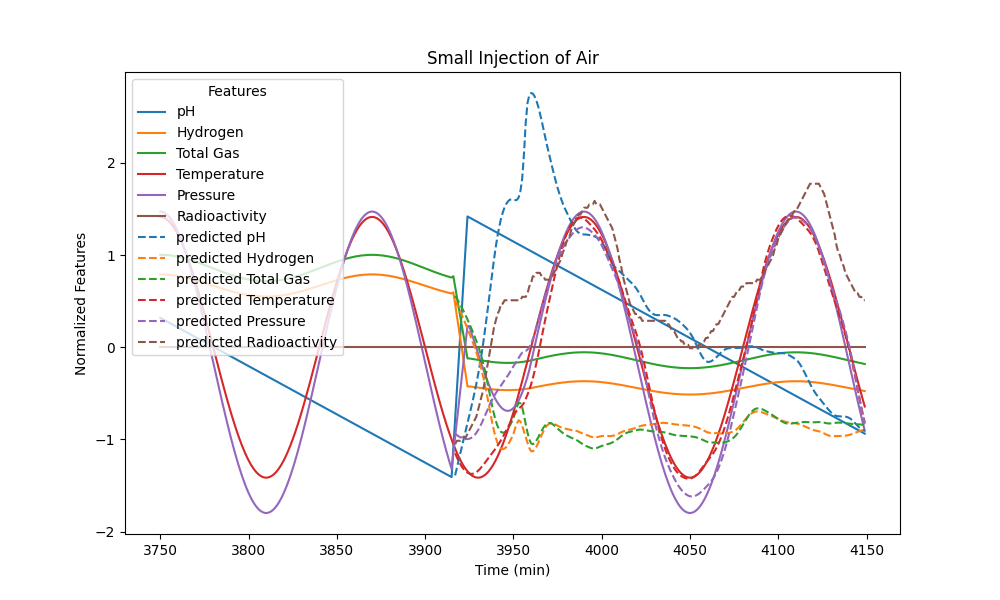 Small Injection of Air
Features
pH
Hydrogen
Total Gas
Temperature
Pressure
Radioactivity
predicted pH
predicted Hydrogen
predicted Total Gas
predicted Temperature
predicted Pressure
predicted Radioactivity
Normalized Features
2
1
0
−1
−2
3750 3800 3850 3900 3950 4000 4050 4100 4150
Time (min)